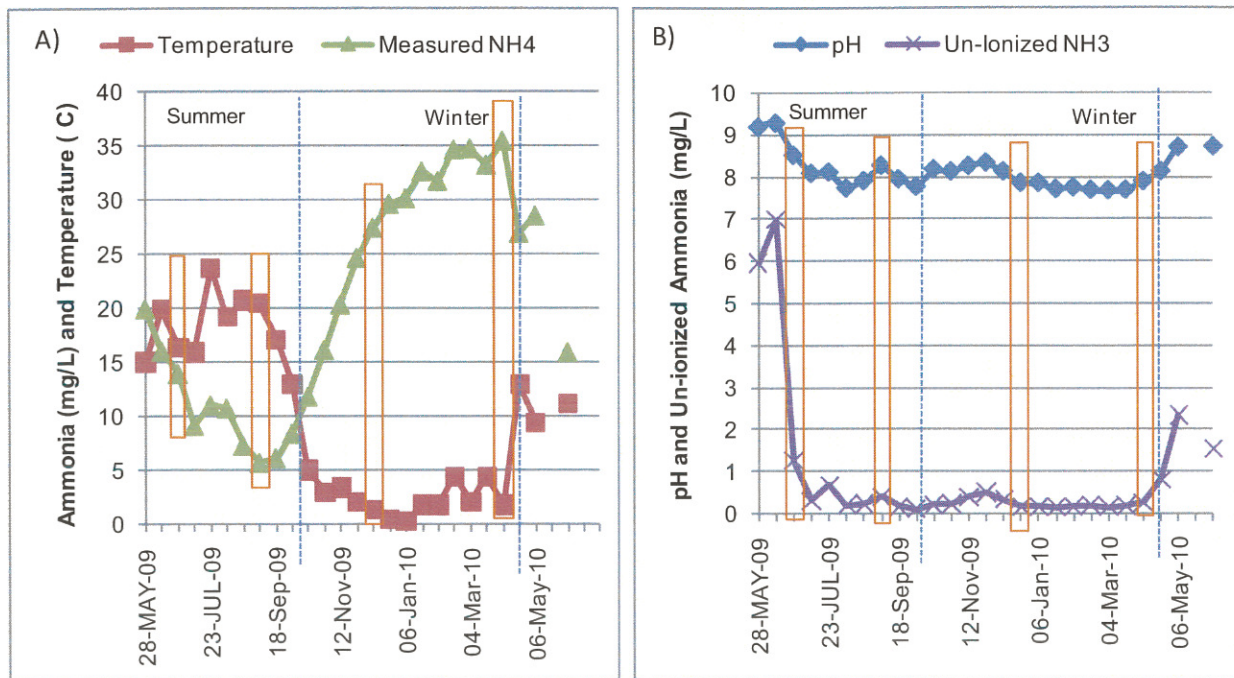 A)
Temperature
Measured NH4
Ammonia (mg/L) and Temperature ( C)
40
35
30
25
20
15
10
5
0
Summer
Winter
28-MAY-09
23-JUL-09
18-Sep-09
12-Nov-09
06-Jan-10
04-Mar-10
06-May-10
B)
pH
Un-Ionized NH3
pH and Un-ionized Ammonia (mg/L)
10
9
8
7
6
5
4
3
2
1
0
Summer
Winter
28-MAY-09
23-JUL-09
18-Sep-09
12-Nov-09
06-Jan-10
04-Mar-10
06-May-10